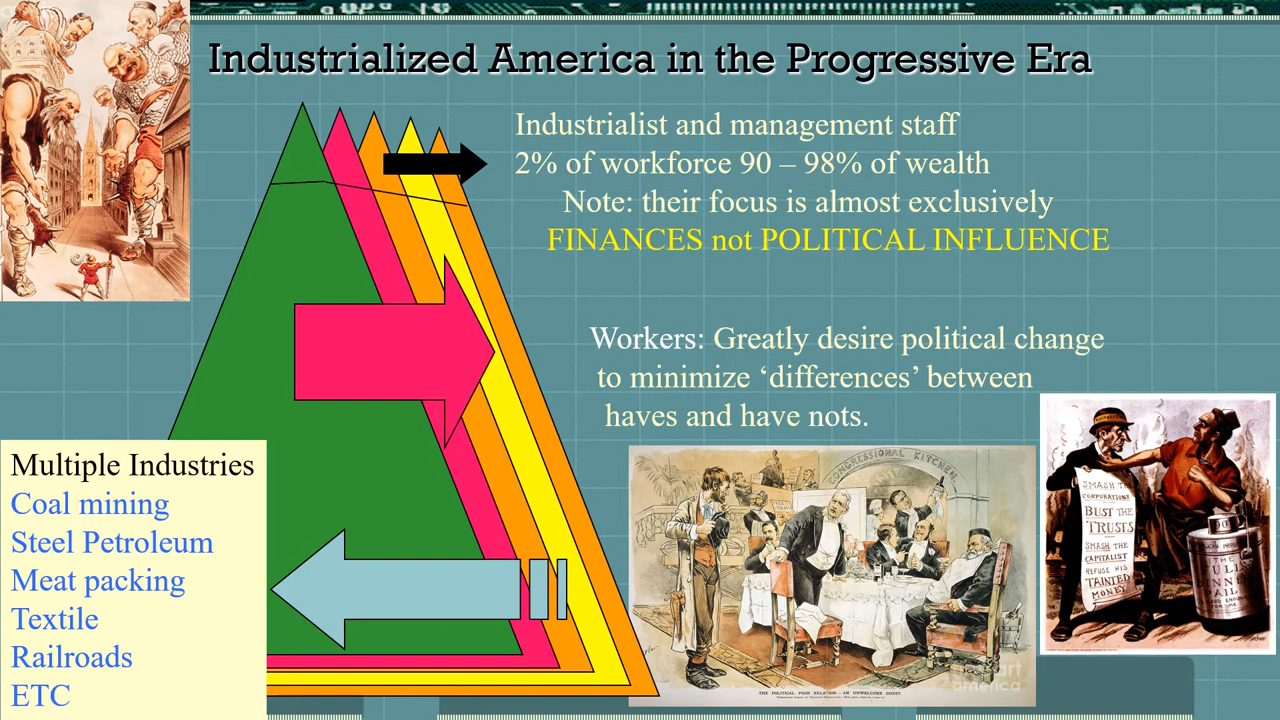 Industrialized America in the Progressive Era
Industrialist and management staff
2% of workforce 90 – 98% of wealth
Note: their focus is almost exclusively
FINANCES not POLITICAL INFLUENCE
Workers: Greatly desire political change
to minimize ‘differences’ between
haves and have nots.
Multiple Industries
Coal mining
Steel Petroleum
Meat packing
Textile
Railroads
ETC
CONGRESSIONAL KITCHEN
THE POLITICAL POOR RELATION.—AN UNWELCOME GUEST.
america
SMASH THE
CORPORATIONS
BUST THE
TRUSTS
SMASH THE
CAPITALIST
REFUSE HIS
TAINTED
MONEY